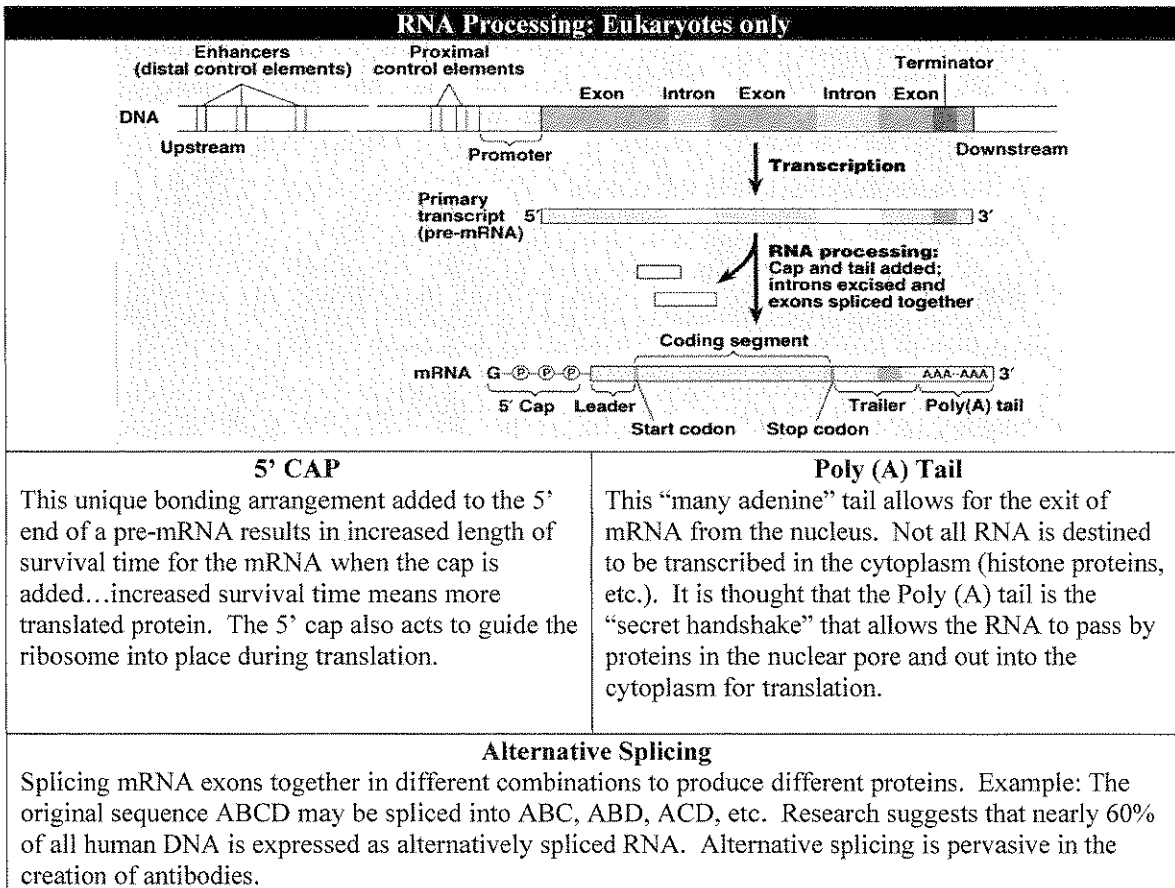 RNA Processing: Eukaryotes only
Enhancers
(distal control elements)
Proximal
control elements
Terminator
Exon Intron Exon Intron Exon
DNA
Upstream
Promoter
Downstream
Transcription
Primary
transcript
(pre-mRNA)
5′
3′
RNA processing:
Cap and tail added;
introns excised and
exons spliced together
Coding segment
mRNA G P P P AAA···AAA 3′
5′ Cap Leader Trailer Poly(A) tail
Start codon Stop codon
5’ CAP
This unique bonding arrangement added to the 5’
end of a pre-mRNA results in increased length of
survival time for the mRNA when the cap is
added…increased survival time means more
translated protein. The 5’ cap also acts to guide the
ribosome into place during translation.
Poly (A) Tail
This “many adenine” tail allows for the exit of
mRNA from the nucleus. Not all RNA is destined
to be transcribed in the cytoplasm (histone proteins,
etc.). It is thought that the Poly (A) tail is the
“secret handshake” that allows the RNA to pass by
proteins in the nuclear pore and out into the
cytoplasm for translation.
Alternative Splicing
Splicing mRNA exons together in different combinations to produce different proteins. Example: The
original sequence ABCD may be spliced into ABC, ABD, ACD, etc. Research suggests that nearly 60%
of all human DNA is expressed as alternatively spliced RNA. Alternative splicing is pervasive in the
creation of antibodies.